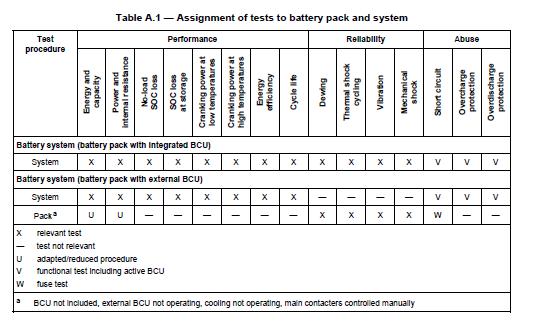 Table A.1 — Assignment of tests to battery pack and system
Test procedure | Performance | Reliability | Abuse
Energy and capacity | Power and internal resistance | No-load SOC loss | SOC loss at storage | Cranking power at low temperatures | Cranking power at high temperatures | Energy efficiency | Cycle life | Dewing | Thermal shock cycling | Vibration | Mechanical shock | Short circuit | Overcharge protection | Overdischarge protection
Battery system (battery pack with integrated BCU)
System | X | X | X | X | X | X | X | X | X | X | X | X | V | V | V
Battery system (battery pack with external BCU)
System | X | X | X | X | X | X | X | X | — | — | — | — | V | V | V
Packª | U | U | — | — | — | — | — | — | X | X | X | X | W | — | —
X relevant test
— test not relevant
U adapted/reduced procedure
V functional test including active BCU
W fuse test
ª BCU not included, external BCU not operating, cooling not operating, main contacters controlled manually